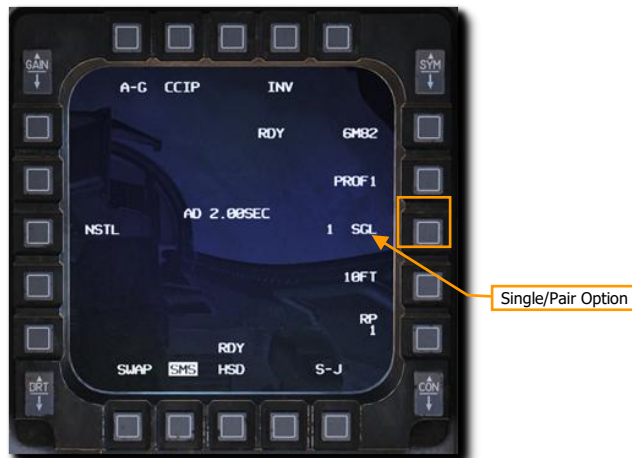 GAIN
SYM
A-G CCIP INV
RDY 6M82
PROF1
AD 2.00SEC
NSTL 1 SGL
10FT
RP
1
RDY
SWAP SMS HSD S-J
BRT
CON
Single/Pair Option